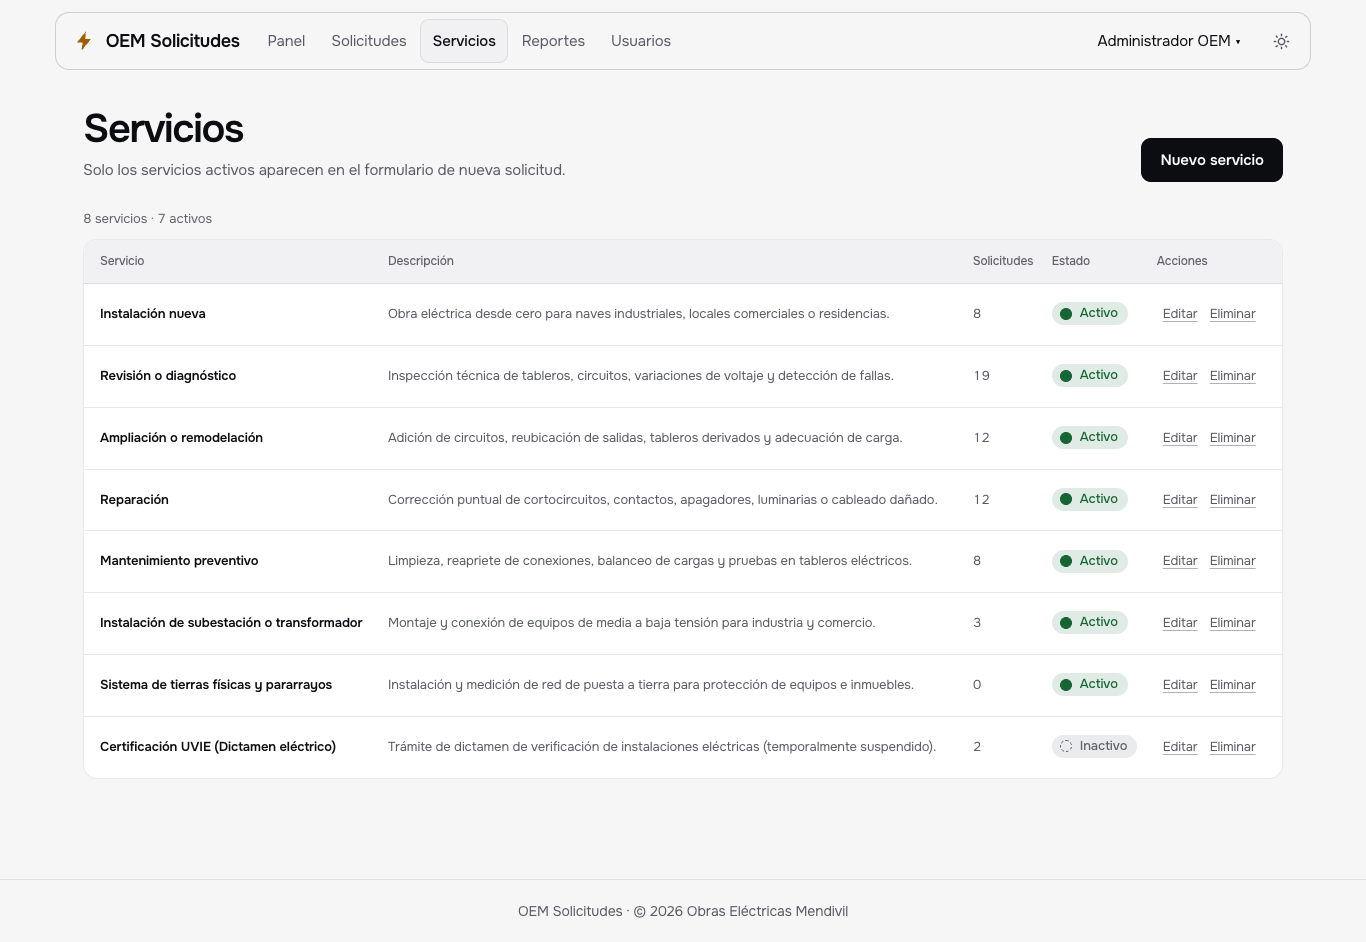 OEM Solicitudes Panel Solicitudes Servicios Reportes Usuarios Administrador OEM ▾
Servicios
Solo los servicios activos aparecen en el formulario de nueva solicitud.
Nuevo servicio
8 servicios · 7 activos
Servicio Descripción Solicitudes Estado Acciones
Instalación nueva Obra eléctrica desde cero para naves industriales, locales comerciales o residencias. 8 Activo Editar Eliminar
Revisión o diagnóstico Inspección técnica de tableros, circuitos, variaciones de voltaje y detección de fallas. 19 Activo Editar Eliminar
Ampliación o remodelación Adición de circuitos, reubicación de salidas, tableros derivados y adecuación de carga. 12 Activo Editar Eliminar
Reparación Corrección puntual de cortocircuitos, contactos, apagadores, luminarias o cableado dañado. 12 Activo Editar Eliminar
Mantenimiento preventivo Limpieza, reapriete de conexiones, balanceo de cargas y pruebas en tableros eléctricos. 8 Activo Editar Eliminar
Instalación de subestación o transformador Montaje y conexión de equipos de media a baja tensión para industria y comercio. 3 Activo Editar Eliminar
Sistema de tierras físicas y pararrayos Instalación y medición de red de puesta a tierra para protección de equipos e inmuebles. 0 Activo Editar Eliminar
Certificación UVIE (Dictamen eléctrico) Trámite de dictamen de verificación de instalaciones eléctricas (temporalmente suspendido). 2 Inactivo Editar Eliminar
OEM Solicitudes · © 2026 Obras Eléctricas Mendivil